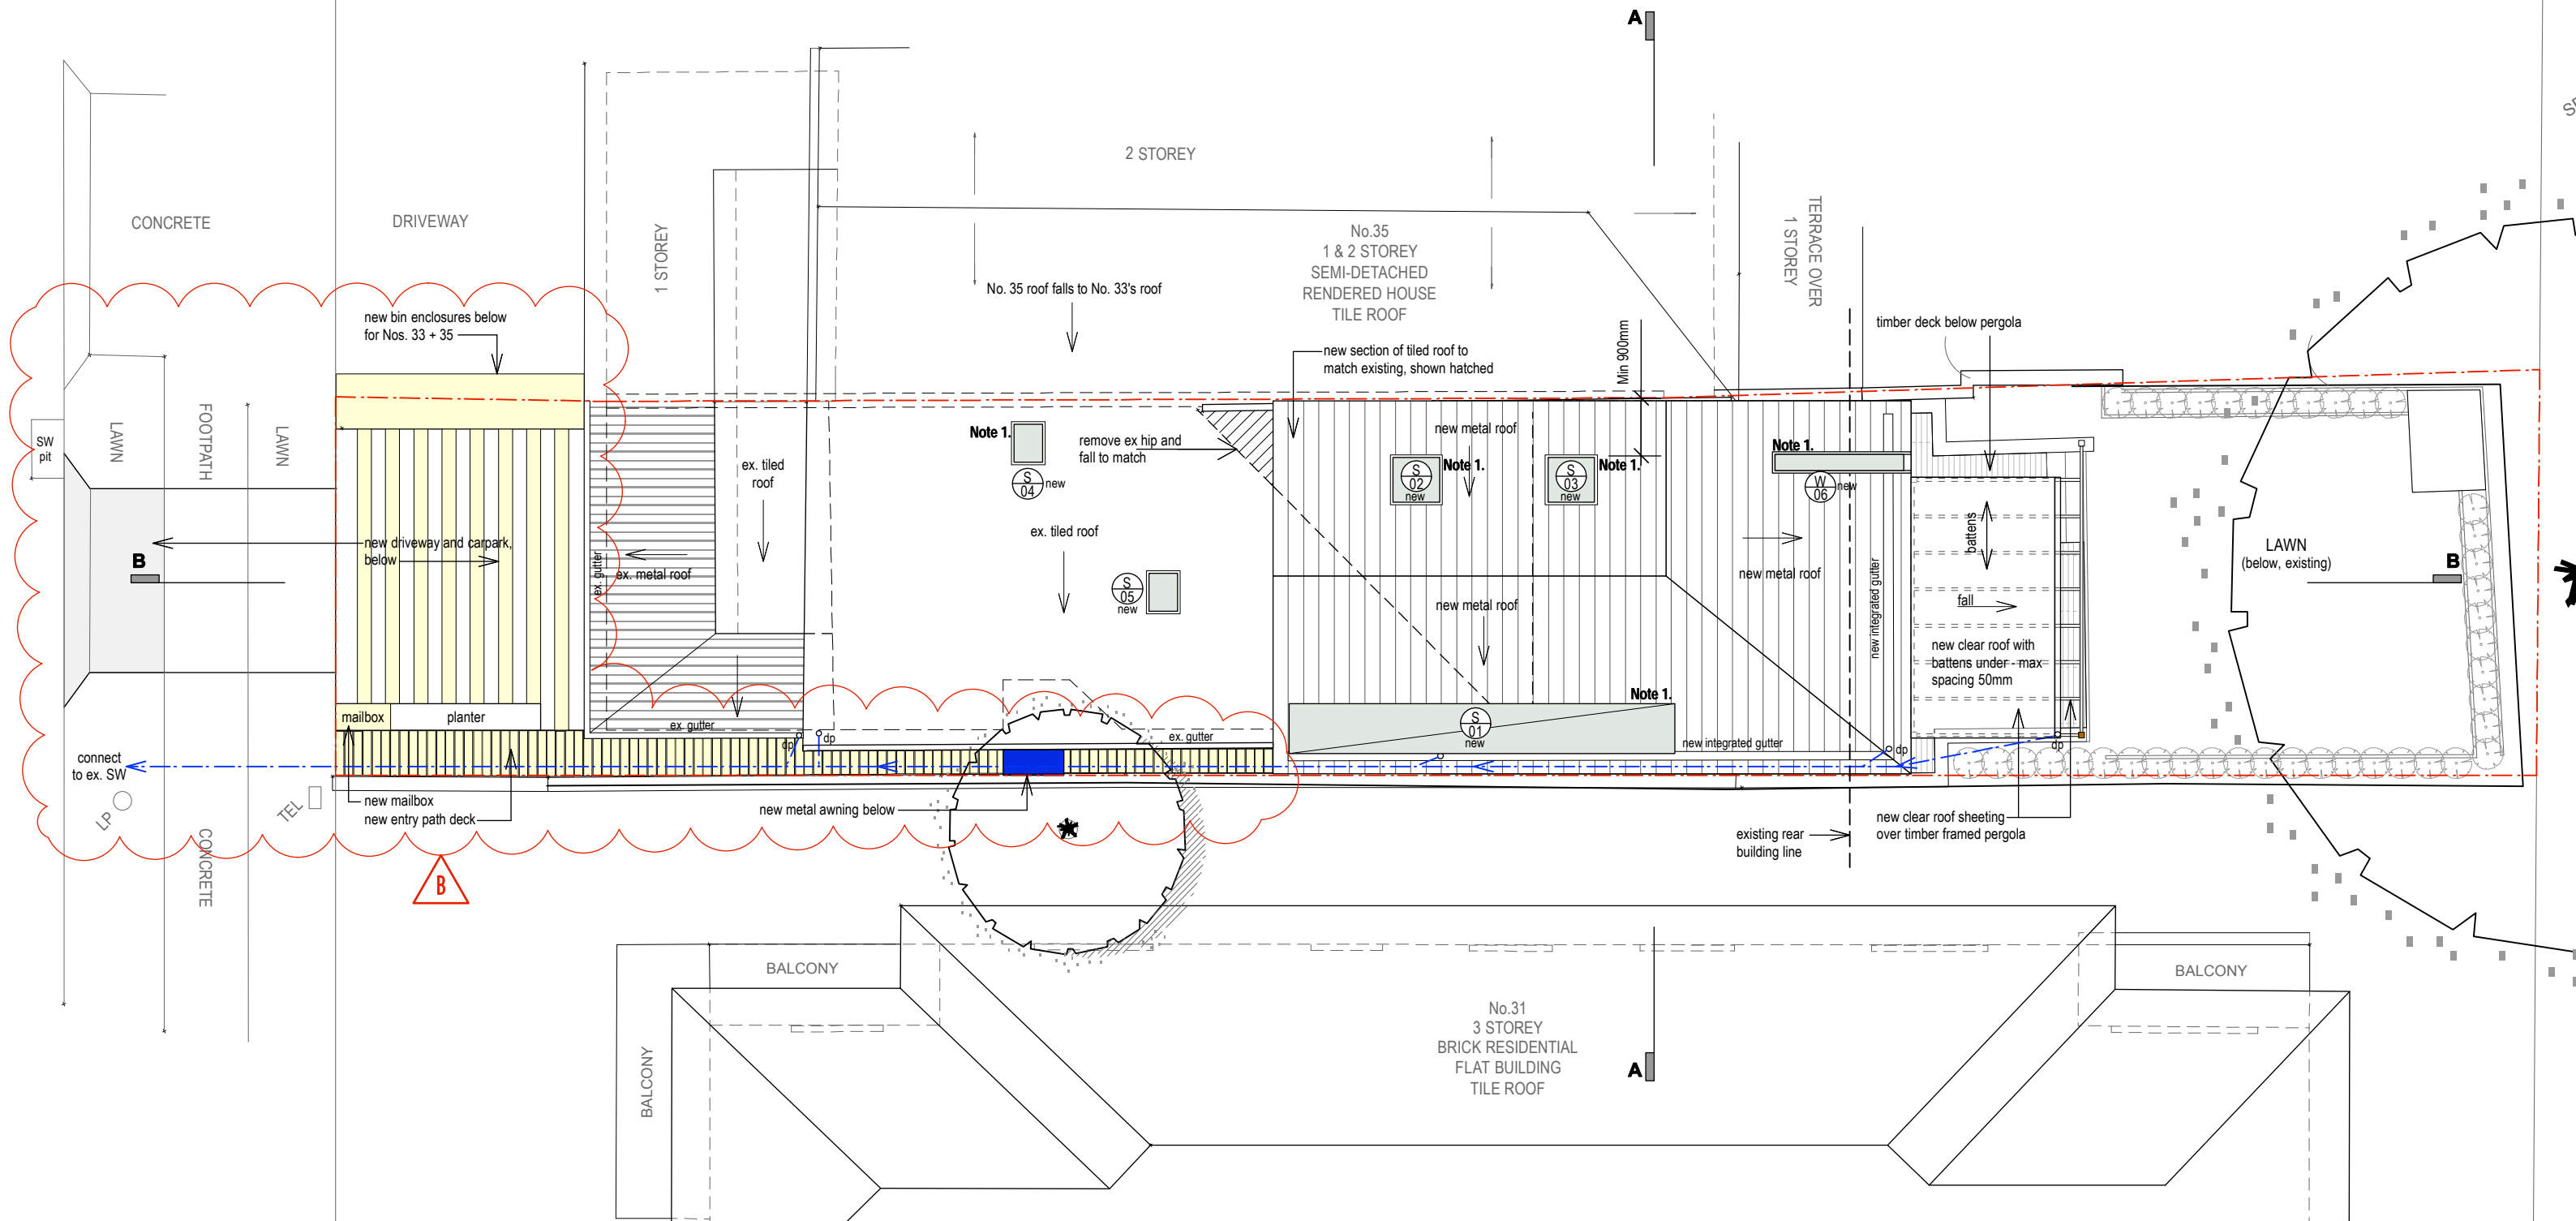 A
2 STOREY
CONCRETE
DRIVEWAY
1 STOREY
No.35
1 & 2 STOREY
SEMI-DETACHED
RENDERED HOUSE
TILE ROOF
TERRACE OVER
1 STOREY
No. 35 roof falls to No. 33's roof
new bin enclosures below
for Nos. 33 + 35
timber deck below pergola
new section of tiled roof to
match existing, shown hatched
Min 900mm
SW
pit
LAWN
FOOTPATH
LAWN
Note 1.
S
04
new
remove ex hip and
fall to match
new metal roof
S
02
new
Note 1.
S
03
new
Note 1.
Note 1.
W
06
new
ex. tiled
roof
ex. tiled roof
new driveway and carpark,
below
B
ex. gutter
ex. metal roof
S
05
new
new metal roof
new metal roof
new integrated gutter
battens
fall
new clear roof with
battens under - max
spacing 50mm
LAWN
(below, existing)
B
mailbox
planter
ex. gutter
dp
dp
ex. gutter
Note 1.
S
01
new
new integrated gutter
dp
dp
connect
to ex. SW
LP
TEL
new mailbox
new entry path deck
new metal awning below
existing rear
building line
new clear roof sheeting
over timber framed pergola
CONCRETE
B
BALCONY
BALCONY
BALCONY
No.31
3 STOREY
BRICK RESIDENTIAL
FLAT BUILDING
TILE ROOF
A